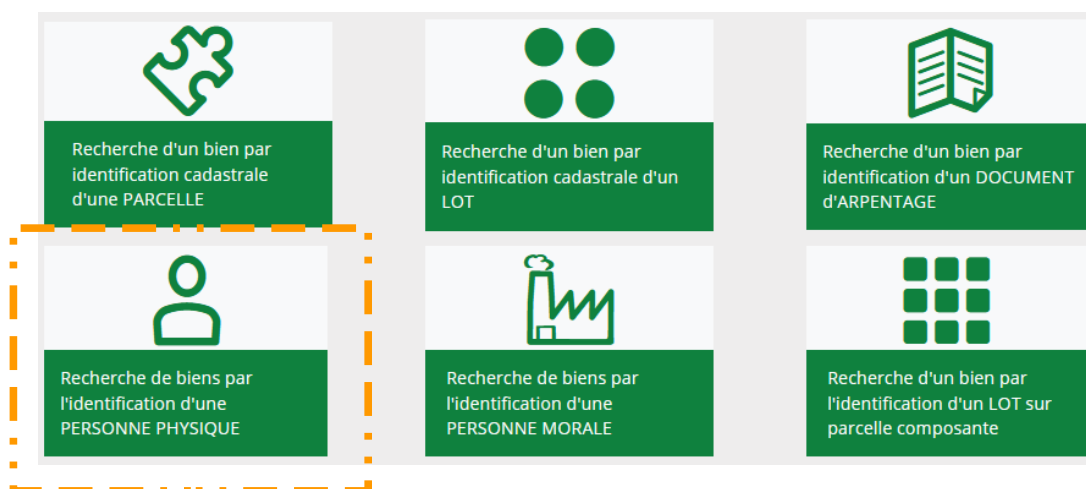 Recherche d'un bien par
identification cadastrale
d'une PARCELLE
Recherche d'un bien par
identification cadastrale d'un
LOT
Recherche d'un bien par
identification d'un DOCUMENT
d'ARPENTAGE
Recherche de biens par
l'identification d'une
PERSONNE PHYSIQUE
Recherche de biens par
l'identification d'une
PERSONNE MORALE
Recherche d'un bien par
l'identification d'un LOT sur
parcelle composante